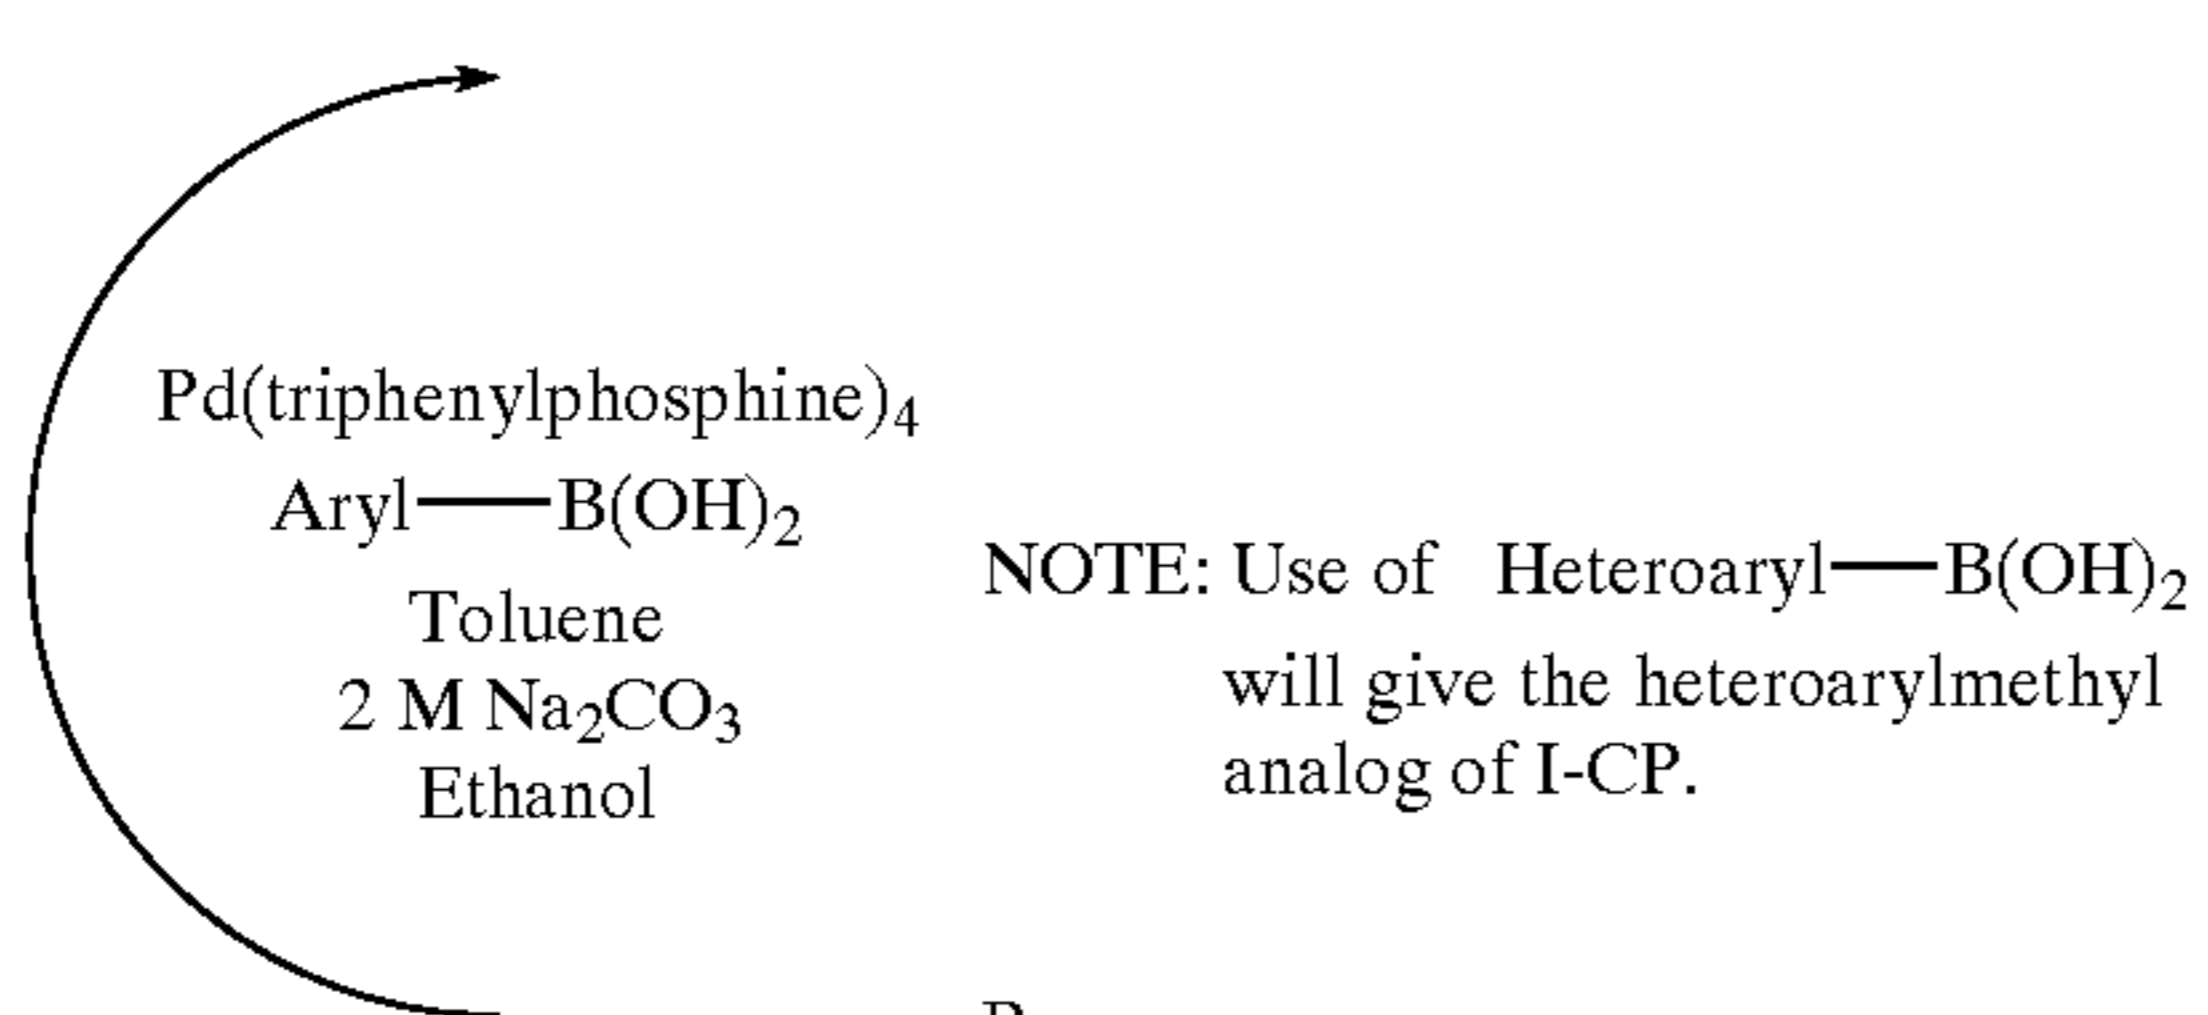 Pd(triphenylphosphine)₄
Aryl—B(OH)₂
Toluene
2 M Na₂CO₃
Ethanol
NOTE: Use of Heteroaryl—B(OH)₂
will give the heteroarylmethyl
analog of I-CP.